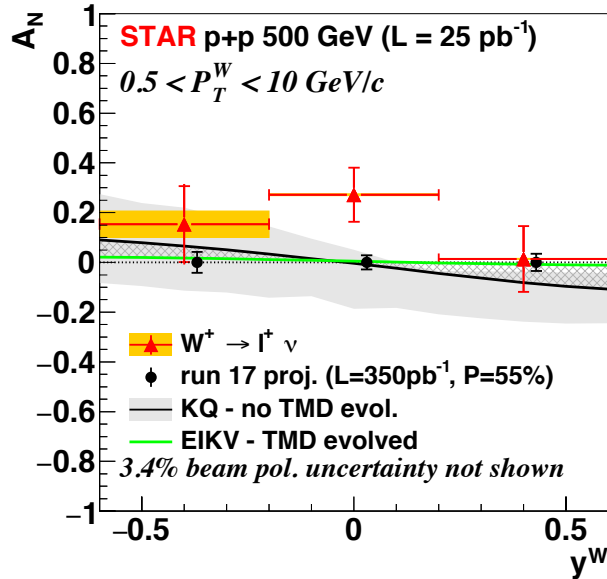 A_N
STAR p+p 500 GeV (L = 25 pb⁻¹)
0.5 < P_T^W < 10 GeV/c
1
0.8
0.6
0.4
0.2
0
−0.2
−0.4
−0.6
−0.8
−1
W⁺ → l⁺ ν
run 17 proj. (L=350pb⁻¹, P=55%)
KQ - no TMD evol.
EIKV - TMD evolved
3.4% beam pol. uncertainty not shown
−0.5 0 0.5
y^W